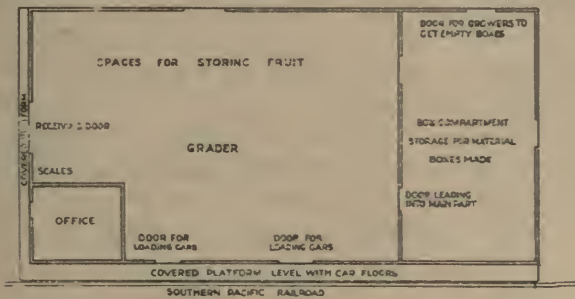 DOOR FOR GROWERS TO
GET EMPTY BOXES
SPACES FOR STORING FRUIT
COVERED PLATFORM
RECEIVING DOOR
BOX COMPARTMENT
STORAGE FOR MATERIAL
BOXES MADE
GRADER
SCALES
DOOR LEADING
INTO MAIN PART
OFFICE
DOOR FOR
LOADING CARS
DOOR FOR
LOADING CARS
COVERED PLATFORM LEVEL WITH CAR FLOORS
SOUTHERN PACIFIC RAILROAD